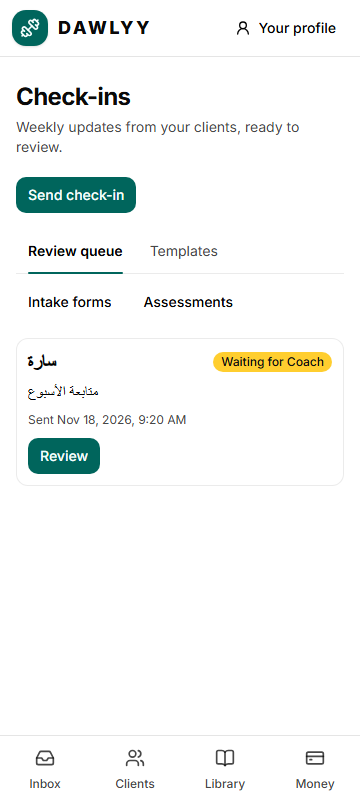 DAWLYY
Your profile
Check-ins
Weekly updates from your clients, ready to
review.
Send check-in
Review queue
Templates
Intake forms
Assessments
سارة
Waiting for Coach
متابعة الأسبوع
Sent Nov 18, 2026, 9:20 AM
Review
Inbox
Clients
Library
Money